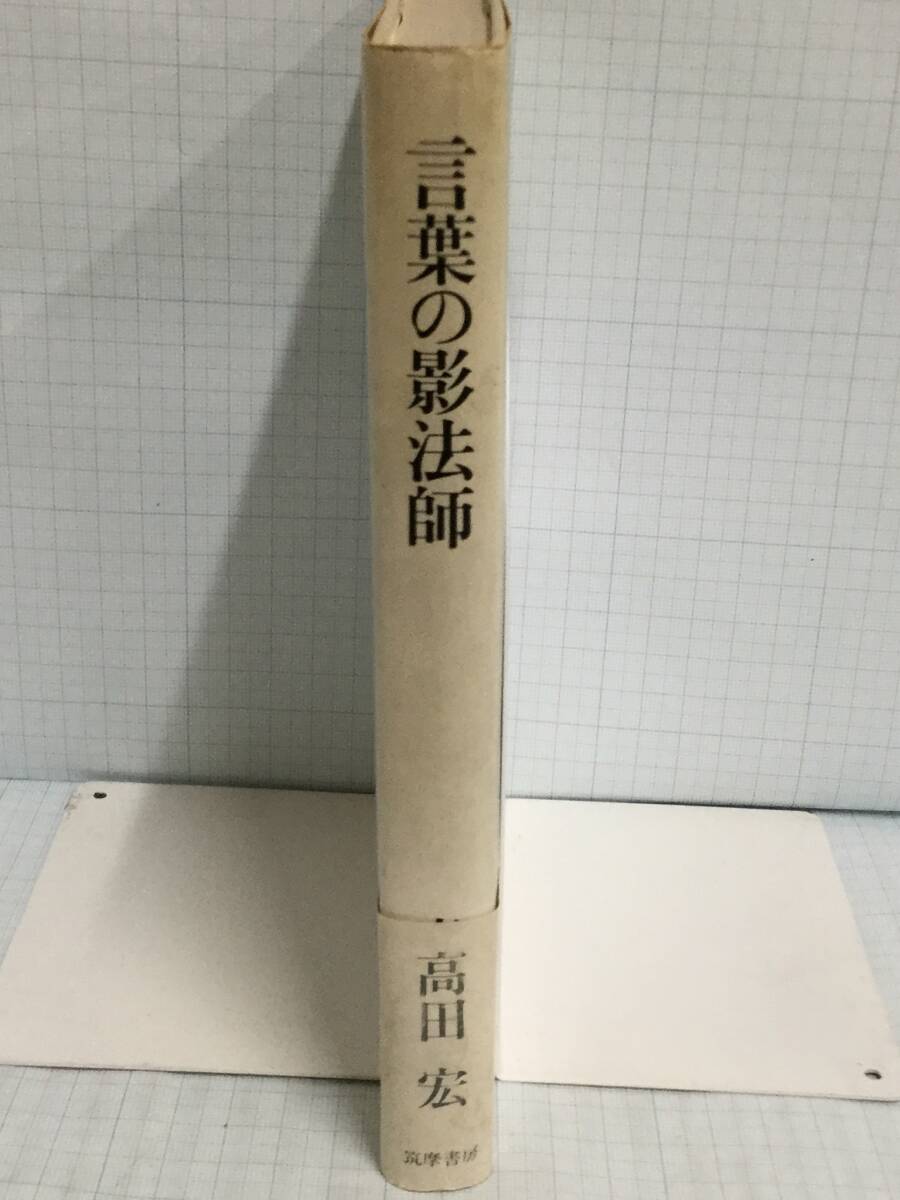 言葉の影法師
高田 宏
筑摩書房